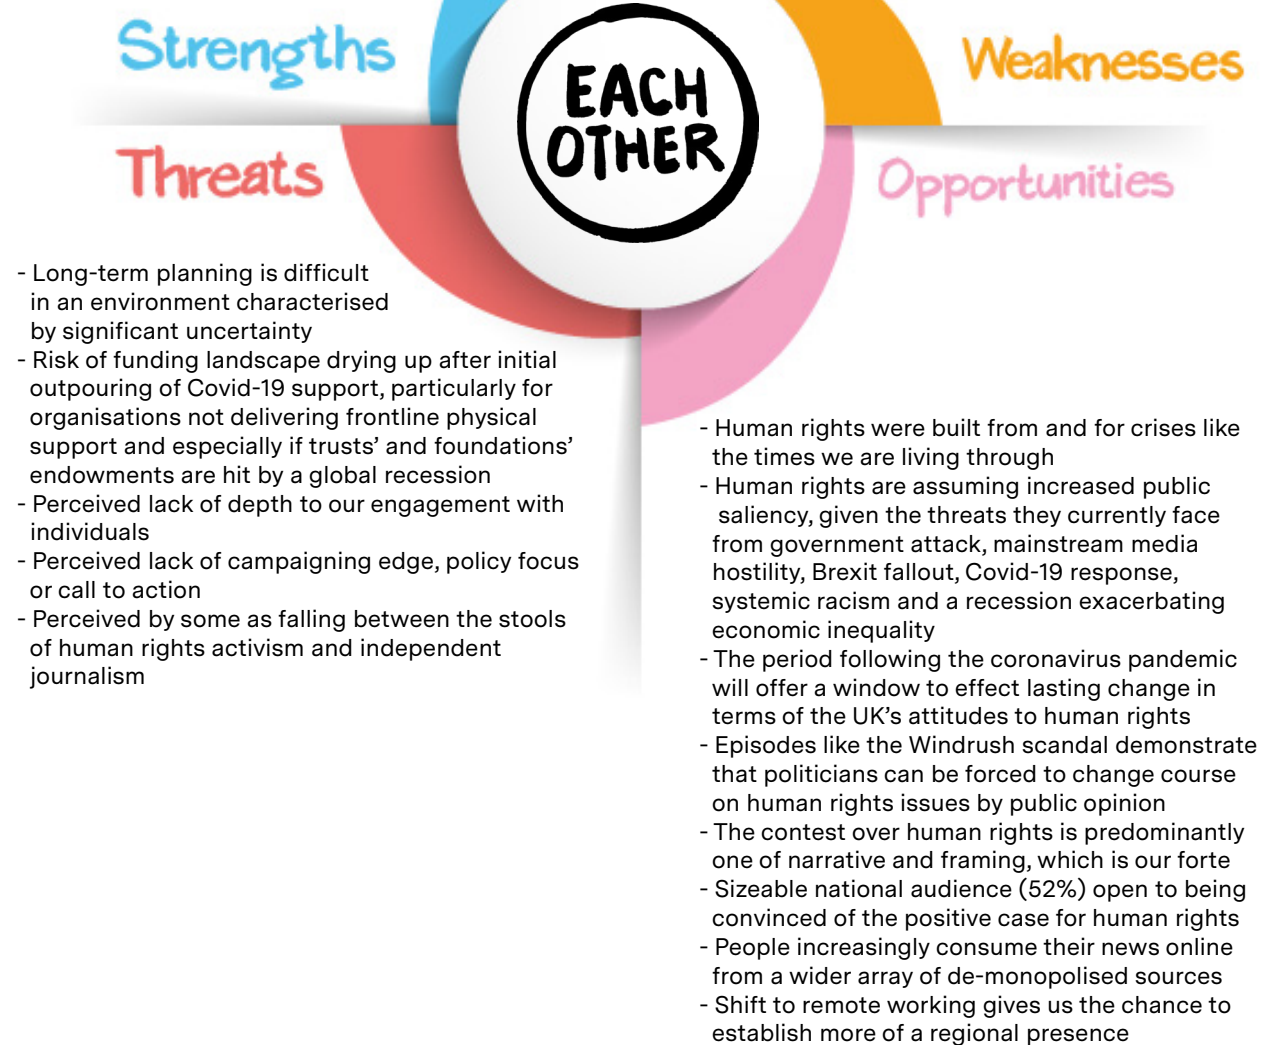 Strengths
EACH
OTHER
Weaknesses
Threats
Opportunities
- Long-term planning is difficult
in an environment characterised
by significant uncertainty
- Risk of funding landscape drying up after initial
outpouring of Covid-19 support, particularly for
organisations not delivering frontline physical
support and especially if trusts’ and foundations’
endowments are hit by a global recession
- Perceived lack of depth to our engagement with
individuals
- Perceived lack of campaigning edge, policy focus
or call to action
- Perceived by some as falling between the stools
of human rights activism and independent
journalism
- Human rights were built from and for crises like
the times we are living through
- Human rights are assuming increased public
saliency, given the threats they currently face
from government attack, mainstream media
hostility, Brexit fallout, Covid-19 response,
systemic racism and a recession exacerbating
economic inequality
- The period following the coronavirus pandemic
will offer a window to effect lasting change in
terms of the UK’s attitudes to human rights
- Episodes like the Windrush scandal demonstrate
that politicians can be forced to change course
on human rights issues by public opinion
- The contest over human rights is predominantly
one of narrative and framing, which is our forte
- Sizeable national audience (52%) open to being
convinced of the positive case for human rights
- People increasingly consume their news online
from a wider array of de-monopolised sources
- Shift to remote working gives us the chance to
establish more of a regional presence